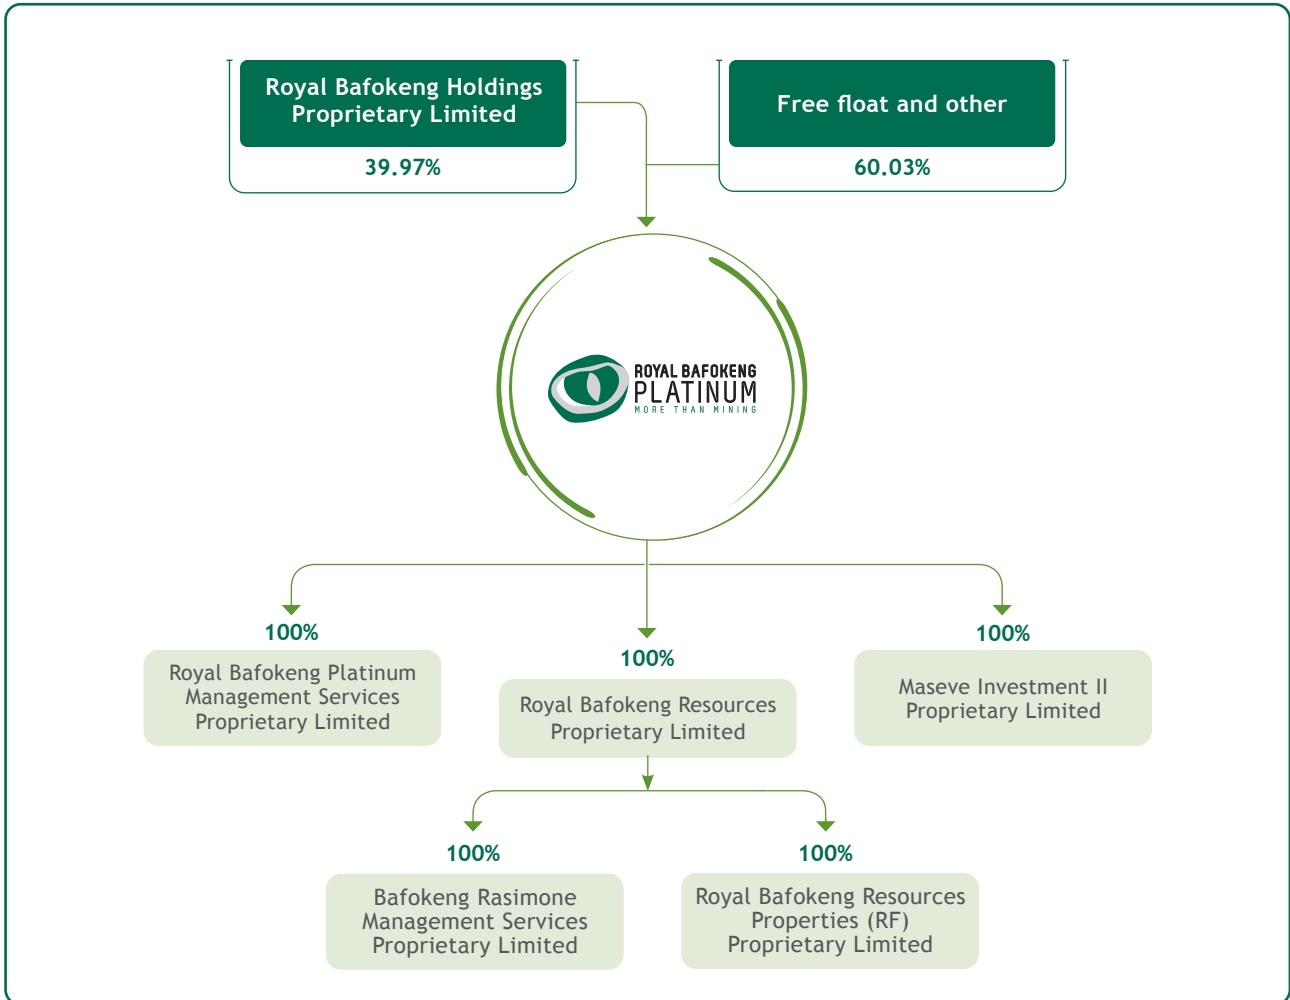 Royal Bafokeng Holdings
Proprietary Limited
39.97%
Free float and other
60.03%
ROYAL BAFOKENG
PLATINUM
MORE THAN MINING
100%
Royal Bafokeng Platinum
Management Services
Proprietary Limited
100%
Royal Bafokeng Resources
Proprietary Limited
100%
Maseve Investment II
Proprietary Limited
100%
Bafokeng Rasimone
Management Services
Proprietary Limited
100%
Royal Bafokeng Resources
Properties (RF)
Proprietary Limited